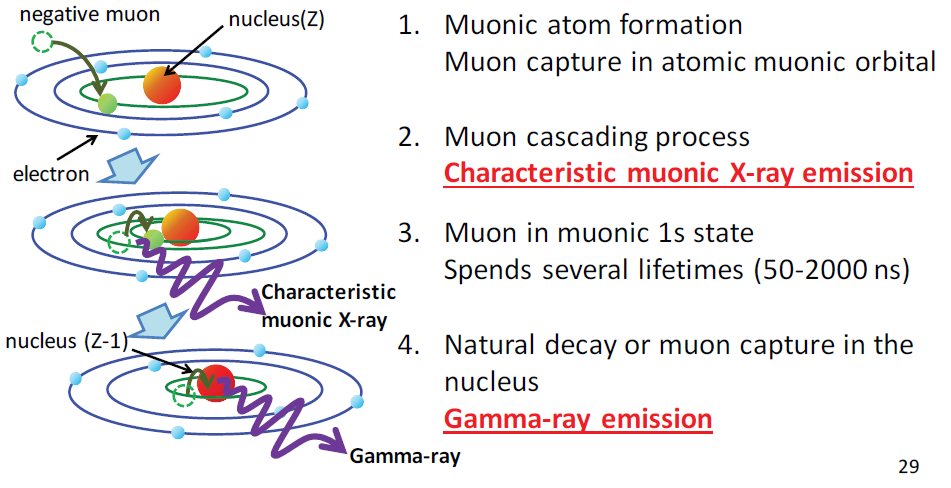 negative muon
nucleus(Z)
electron
Characteristic
muonic X-ray
nucleus (Z-1)
Gamma-ray
1. Muonic atom formation
Muon capture in atomic muonic orbital
2. Muon cascading process
Characteristic muonic X-ray emission
3. Muon in muonic 1s state
Spends several lifetimes (50-2000 ns)
4. Natural decay or muon capture in the
nucleus
Gamma-ray emission
29